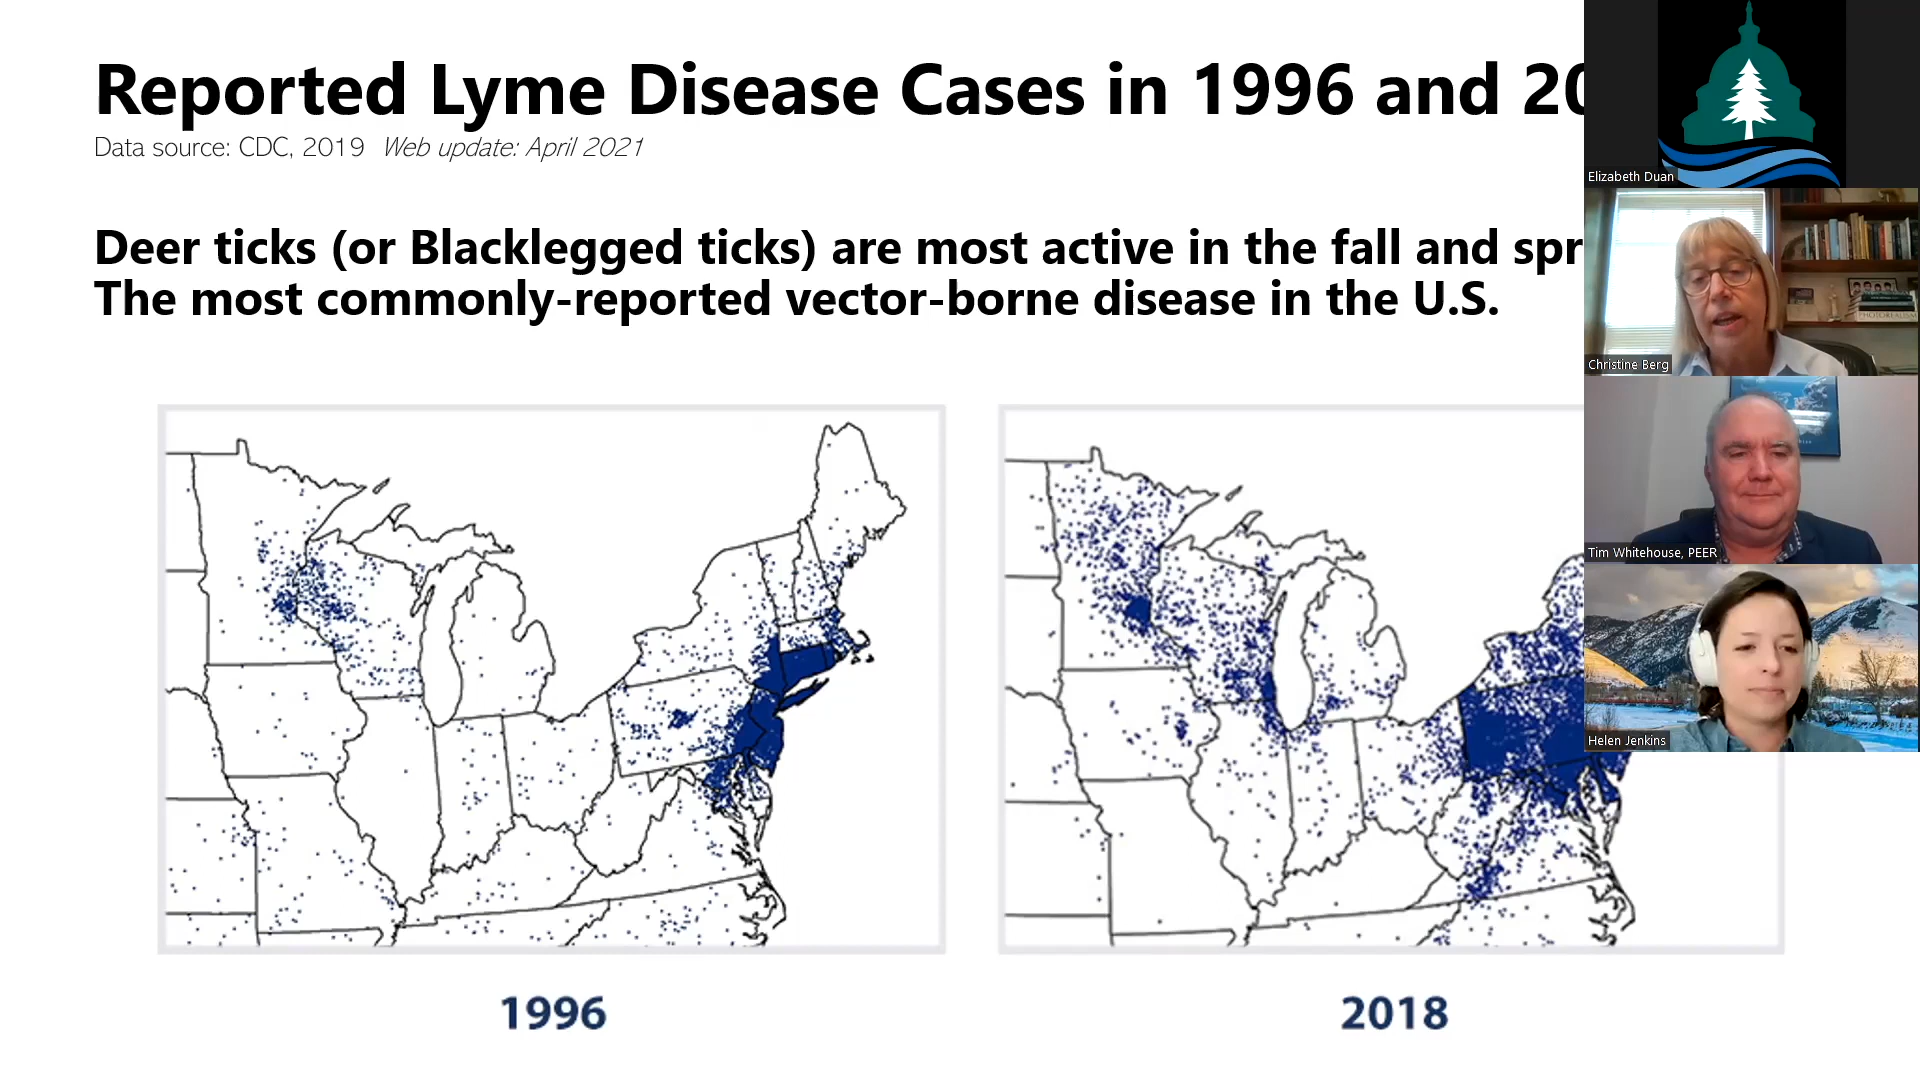 Reported Lyme Disease Cases in 1996 and 20
Data source: CDC, 2019 Web update: April 2021
Deer ticks (or Blacklegged ticks) are most active in the fall and spr
The most commonly-reported vector-borne disease in the U.S.
1996
2018
Elizabeth Duan
Christine Berg
PHOTOREALISM
Tim Whitehouse, PEER
Helen Jenkins